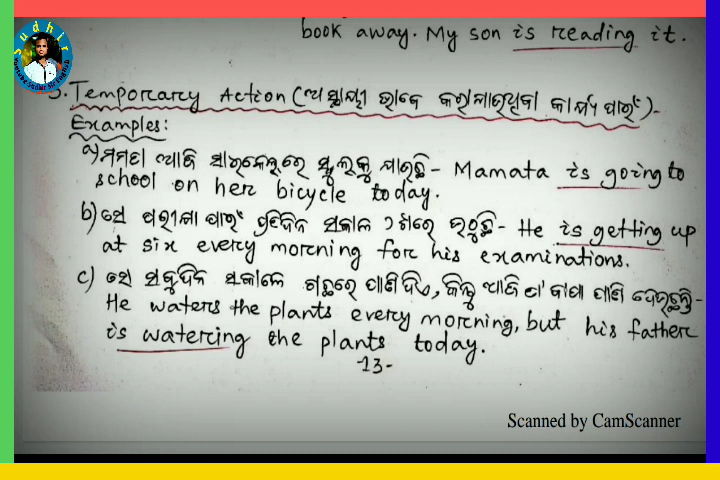 Sudhir
book away. My son is reading it.
3. Temporary Action (ଅସ୍ଥାୟୀ ଭାବେ କରାଯାଉଥିବା କାର୍ଯ୍ୟ ପାଇଁ)-
Examples:
a) ମମତା ଆଜି ସାଇକେଲରେ ସ୍କୁଲକୁ ଯାଉଛି - Mamata is going to
school on her bicycle today.
b) ସେ ପରୀକ୍ଷା ପାଇଁ ପ୍ରତିଦିନ ସକାଳ ୬ଟାରେ ଉଠୁଛି - He is getting up
at six every morning for his examinations.
c) ସେ ସବୁଦିନ ସକାଳେ ଗଛରେ ପାଣି ଦିଏ, କିନ୍ତୁ ଆଜି ତା' ବାପା ପାଣି ଦେଉଛନ୍ତି -
He waters the plants every morning, but his father
is watering the plants today.
-13-
Scanned by CamScanner